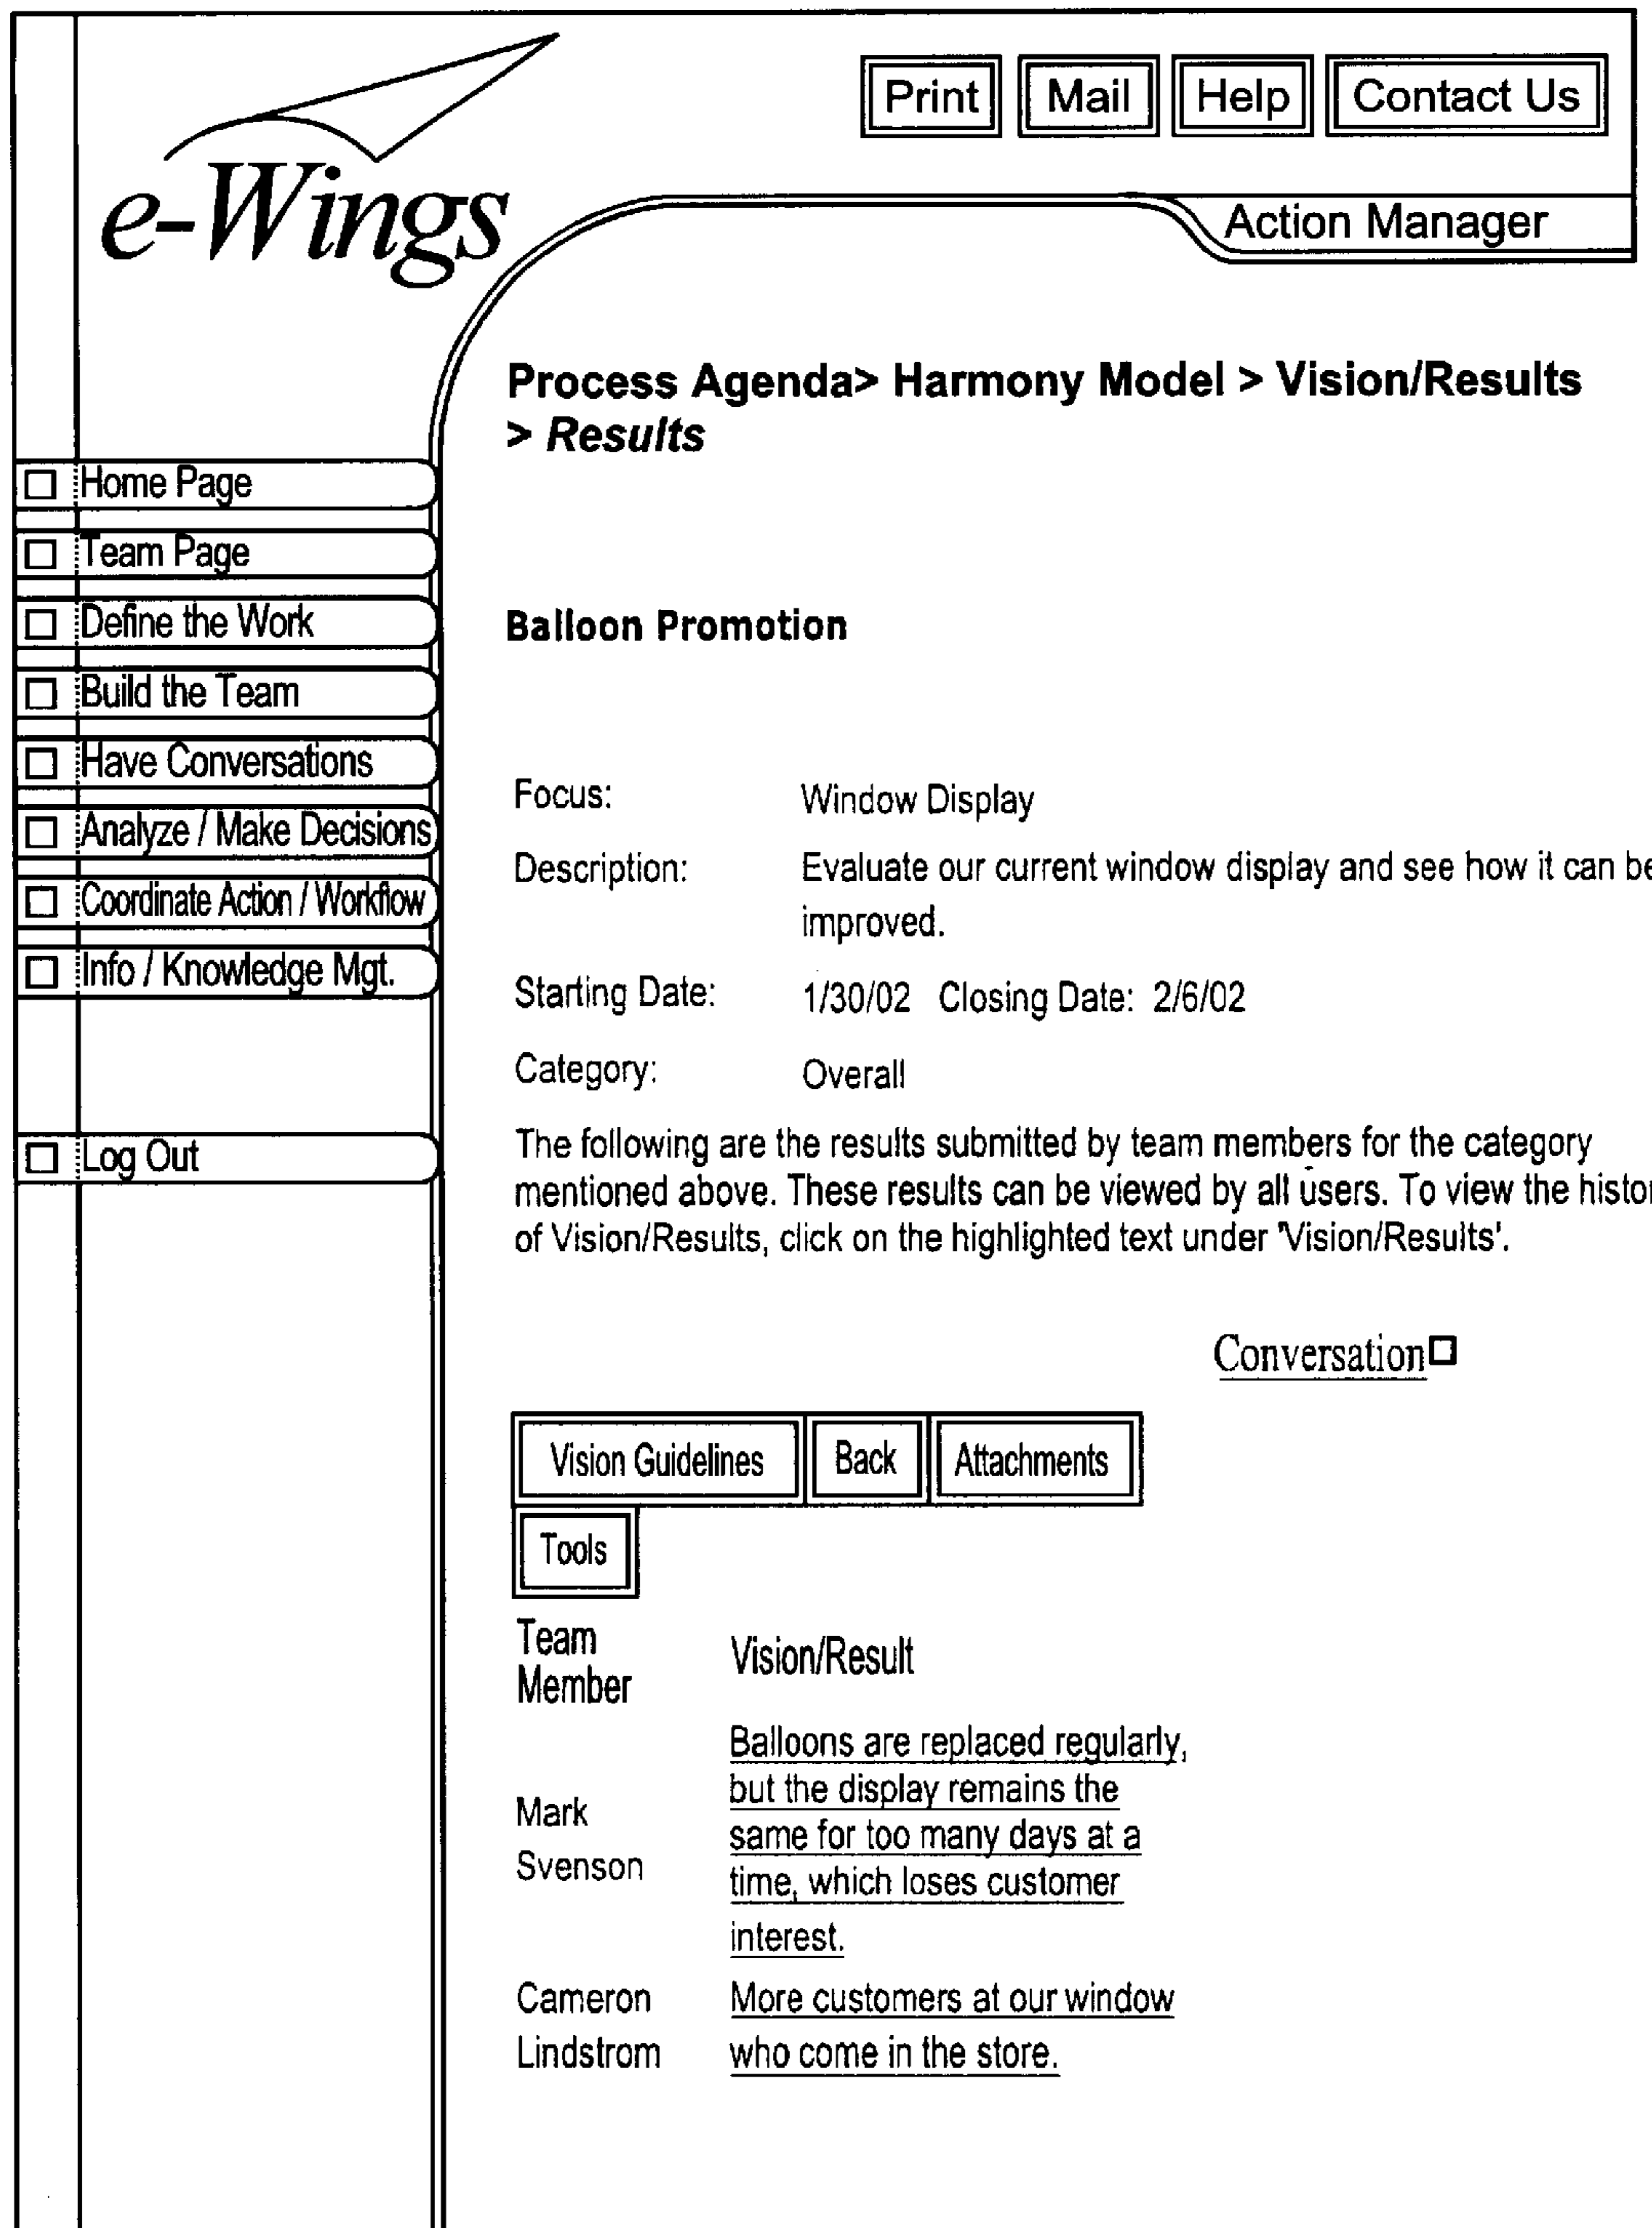 Print Mail Help Contact Us
e-Wings
Action Manager
Process Agenda> Harmony Model > Vision/Results
> Results
Home Page
Team Page
Define the Work
Build the Team
Have Conversations
Analyze / Make Decisions
Coordinate Action / Workflow
Info / Knowledge Mgt.
Log Out
Balloon Promotion
Focus: Window Display
Description: Evaluate our current window display and see how it can be
improved.
Starting Date: 1/30/02 Closing Date: 2/6/02
Category: Overall
The following are the results submitted by team members for the category
mentioned above. These results can be viewed by all users. To view the histor
of Vision/Results, click on the highlighted text under 'Vision/Results'.
Conversation
Vision Guidelines Back Attachments
Tools
Team
Member
Vision/Result
Mark
Svenson
Balloons are replaced regularly,
but the display remains the
same for too many days at a
time, which loses customer
interest.
Cameron
Lindstrom
More customers at our window
who come in the store.